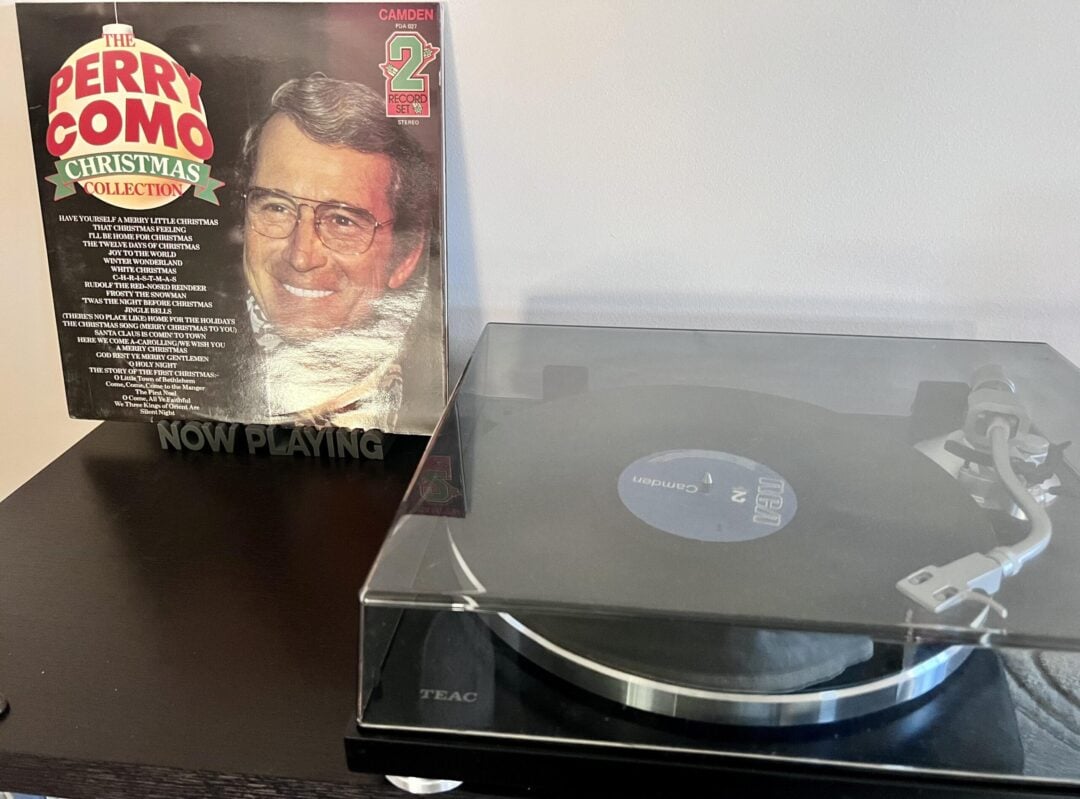 THE
PERRY
COMO
CHRISTMAS
COLLECTION
CAMDEN
PDA 027
2
RECORD
SET
STEREO
HAVE YOURSELF A MERRY LITTLE CHRISTMAS
THAT CHRISTMAS FEELING
I'LL BE HOME FOR CHRISTMAS
THE TWELVE DAYS OF CHRISTMAS
JOY TO THE WORLD
WINTER WONDERLAND
WHITE CHRISTMAS
C-H-R-I-S-T-M-A-S
RUDOLF THE RED-NOSED REINDEER
FROSTY THE SNOWMAN
'TWAS THE NIGHT BEFORE CHRISTMAS
JINGLE BELLS
(THERE'S NO PLACE LIKE) HOME FOR THE HOLIDAYS
THE CHRISTMAS SONG (MERRY CHRISTMAS TO YOU)
SANTA CLAUS IS COMIN' TO TOWN
HERE WE COME A-CAROLLING/WE WISH YOU
A MERRY CHRISTMAS
GOD REST YE MERRY GENTLEMEN
O HOLY NIGHT
THE STORY OF THE FIRST CHRISTMAS:-
O Little Town of Bethlehem
Come, Come, Come to the Manger
The First Noel
O Come, All Ye Faithful
We Three Kings of Orient Are
Silent Night
NOW PLAYING
RCA
2
Camden
TEAC